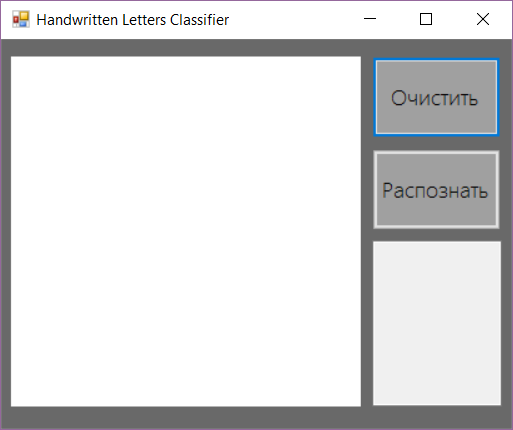 Handwritten Letters Classifier
Очистить
Распознать